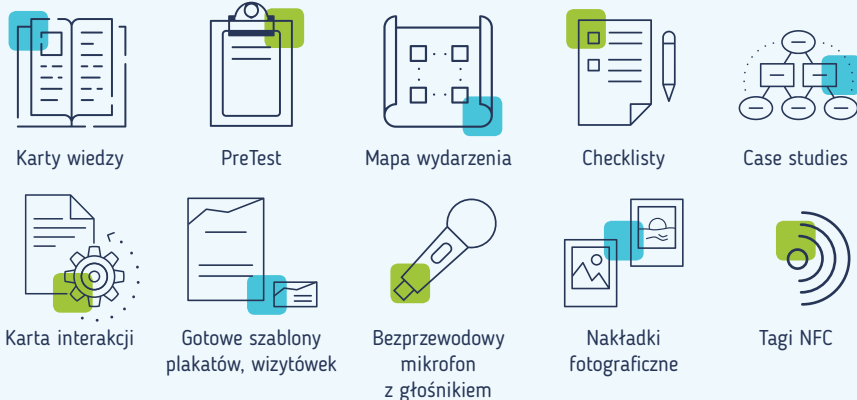 Karty wiedzy
PreTest
Mapa wydarzenia
Checklisty
Case studies
Karta interakcji
Gotowe szablony
plakatów, wizytówek
Bezprzewodowy
mikrofon
z głośnikiem
Nakładki
fotograficzne
Tagi NFC